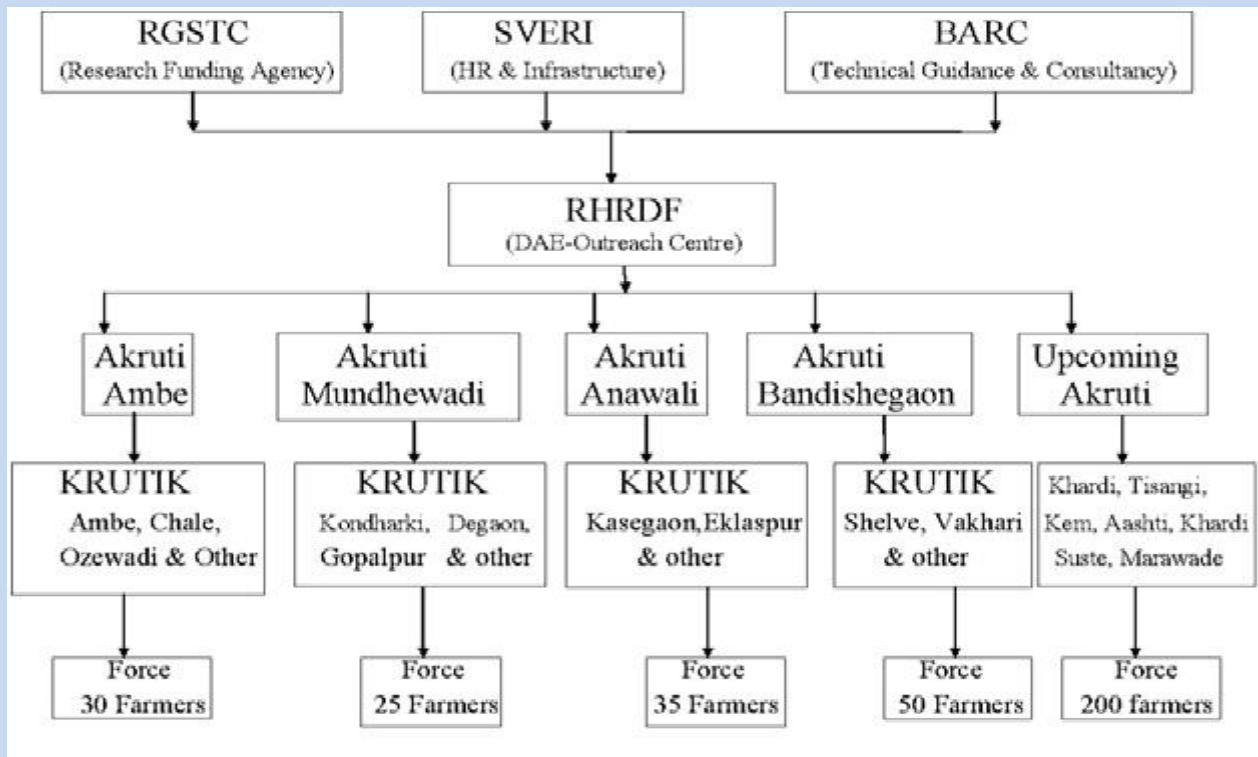 RGSTC
(Research Funding Agency)
SVERI
(HR & Infrastructure)
BARC
(Technical Guidance & Consultancy)
RHRDF
(DAE-Outreach Centre)
Akruti
Ambe
Akruti
Mundhewadi
Akruti
Anawali
Akruti
Bandishegaon
Upcoming
Akruti
KRUTIK
Ambe, Chale,
Ozewadi & Other
KRUTIK
Kondharki, Degaon,
Gopalpur & other
KRUTIK
Kasegaon,Eklaspur
& other
KRUTIK
Shelve, Vakhari
& other
Khardi, Tisangi,
Kem, Aashti, Khardi
Suste, Marawade
Force
30 Farmers
Force
25 Farmers
Force
35 Farmers
Force
50 Farmers
Force
200 farmers